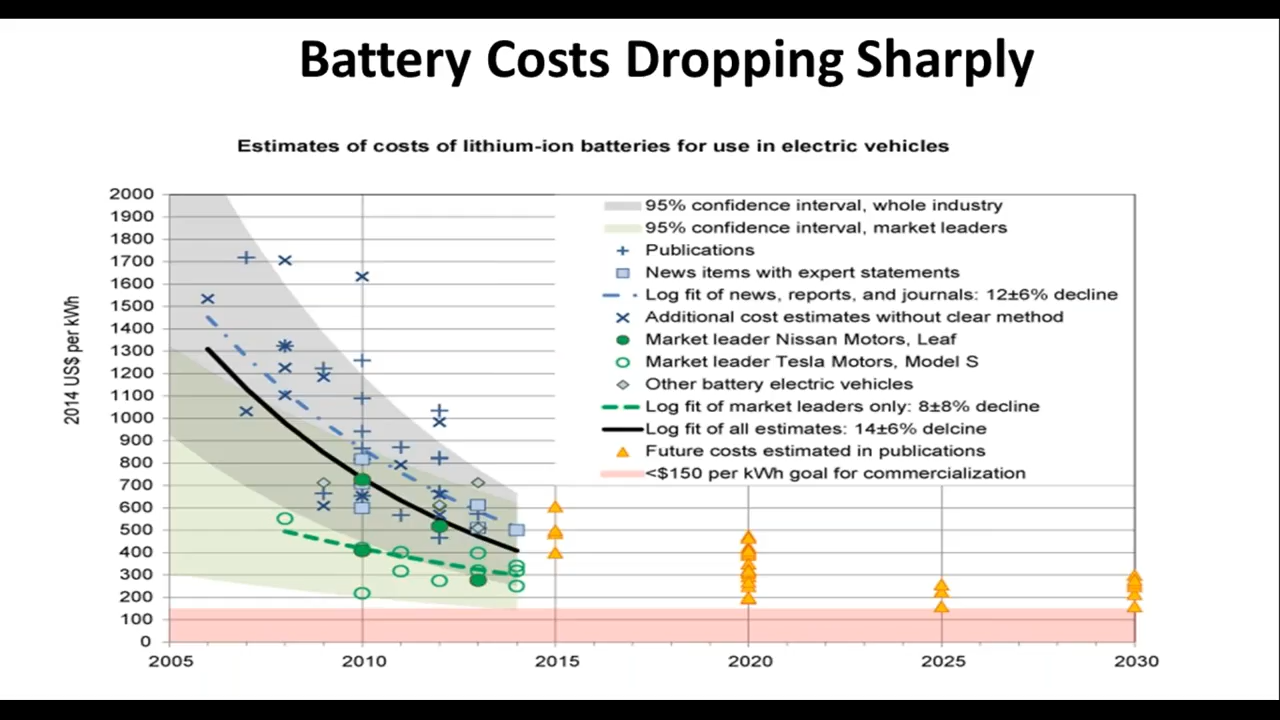 Battery Costs Dropping Sharply
Estimates of costs of lithium-ion batteries for use in electric vehicles
2014 US$ per kWh
2000
1900
1800
1700
1600
1500
1400
1300
1200
1100
1000
900
800
700
600
500
400
300
200
100
0
95% confidence interval, whole industry
95% confidence interval, market leaders
Publications
News items with expert statements
Log fit of news, reports, and journals: 12±6% decline
Additional cost estimates without clear method
Market leader Nissan Motors, Leaf
Market leader Tesla Motors, Model S
Other battery electric vehicles
Log fit of market leaders only: 8±8% decline
Log fit of all estimates: 14±6% delcine
Future costs estimated in publications
<$150 per kWh goal for commercialization
2005 2010 2015 2020 2025 2030